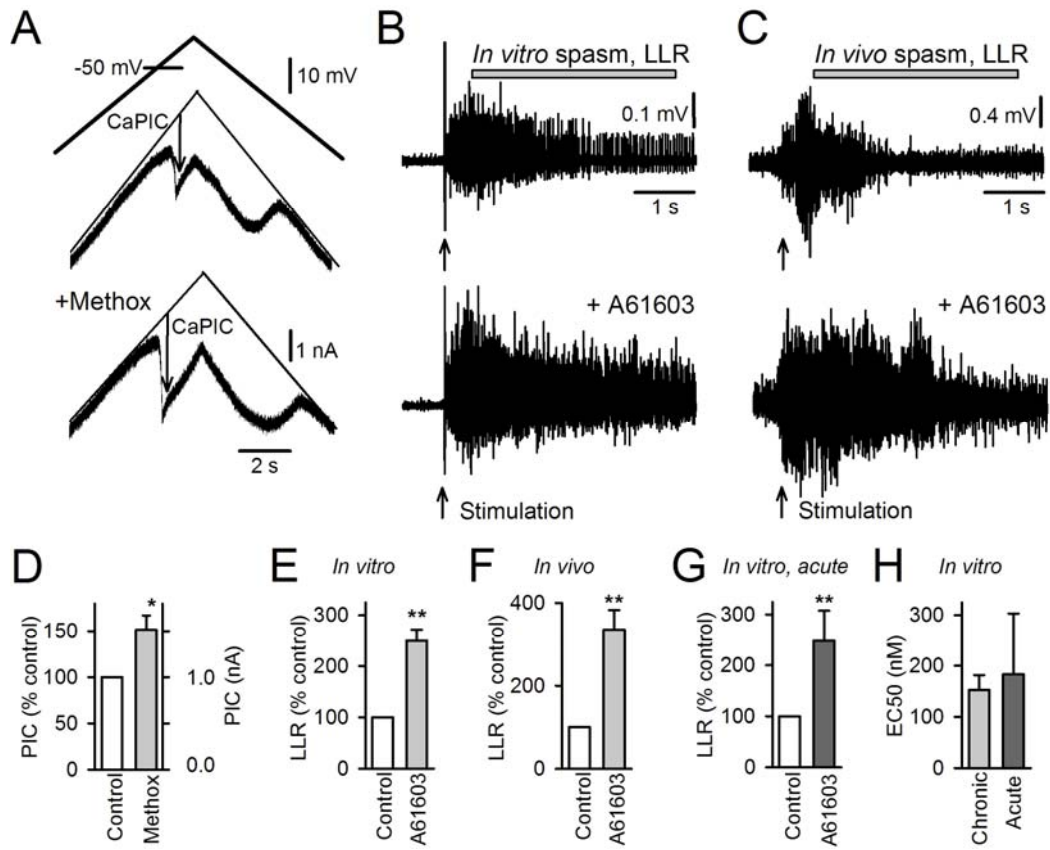 A
-50 mV
10 mV
CaPIC
+Methox
CaPIC
1 nA
2 s
B
In vitro spasm, LLR
0.1 mV
1 s
+ A61603
Stimulation
C
In vivo spasm, LLR
0.4 mV
1 s
+ A61603
Stimulation
D
PIC (% control)
150
100
50
0
PIC (nA)
1.0
0.0
Control
Methox
*
E
In vitro
LLR (% control)
300
200
100
0
**
Control
A61603
F
In vivo
LLR (% control)
400
200
0
**
Control
A61603
G
In vitro, acute
LLR (% control)
300
200
100
0
**
Control
A61603
H
In vitro
EC50 (nM)
300
200
100
0
Chronic
Acute